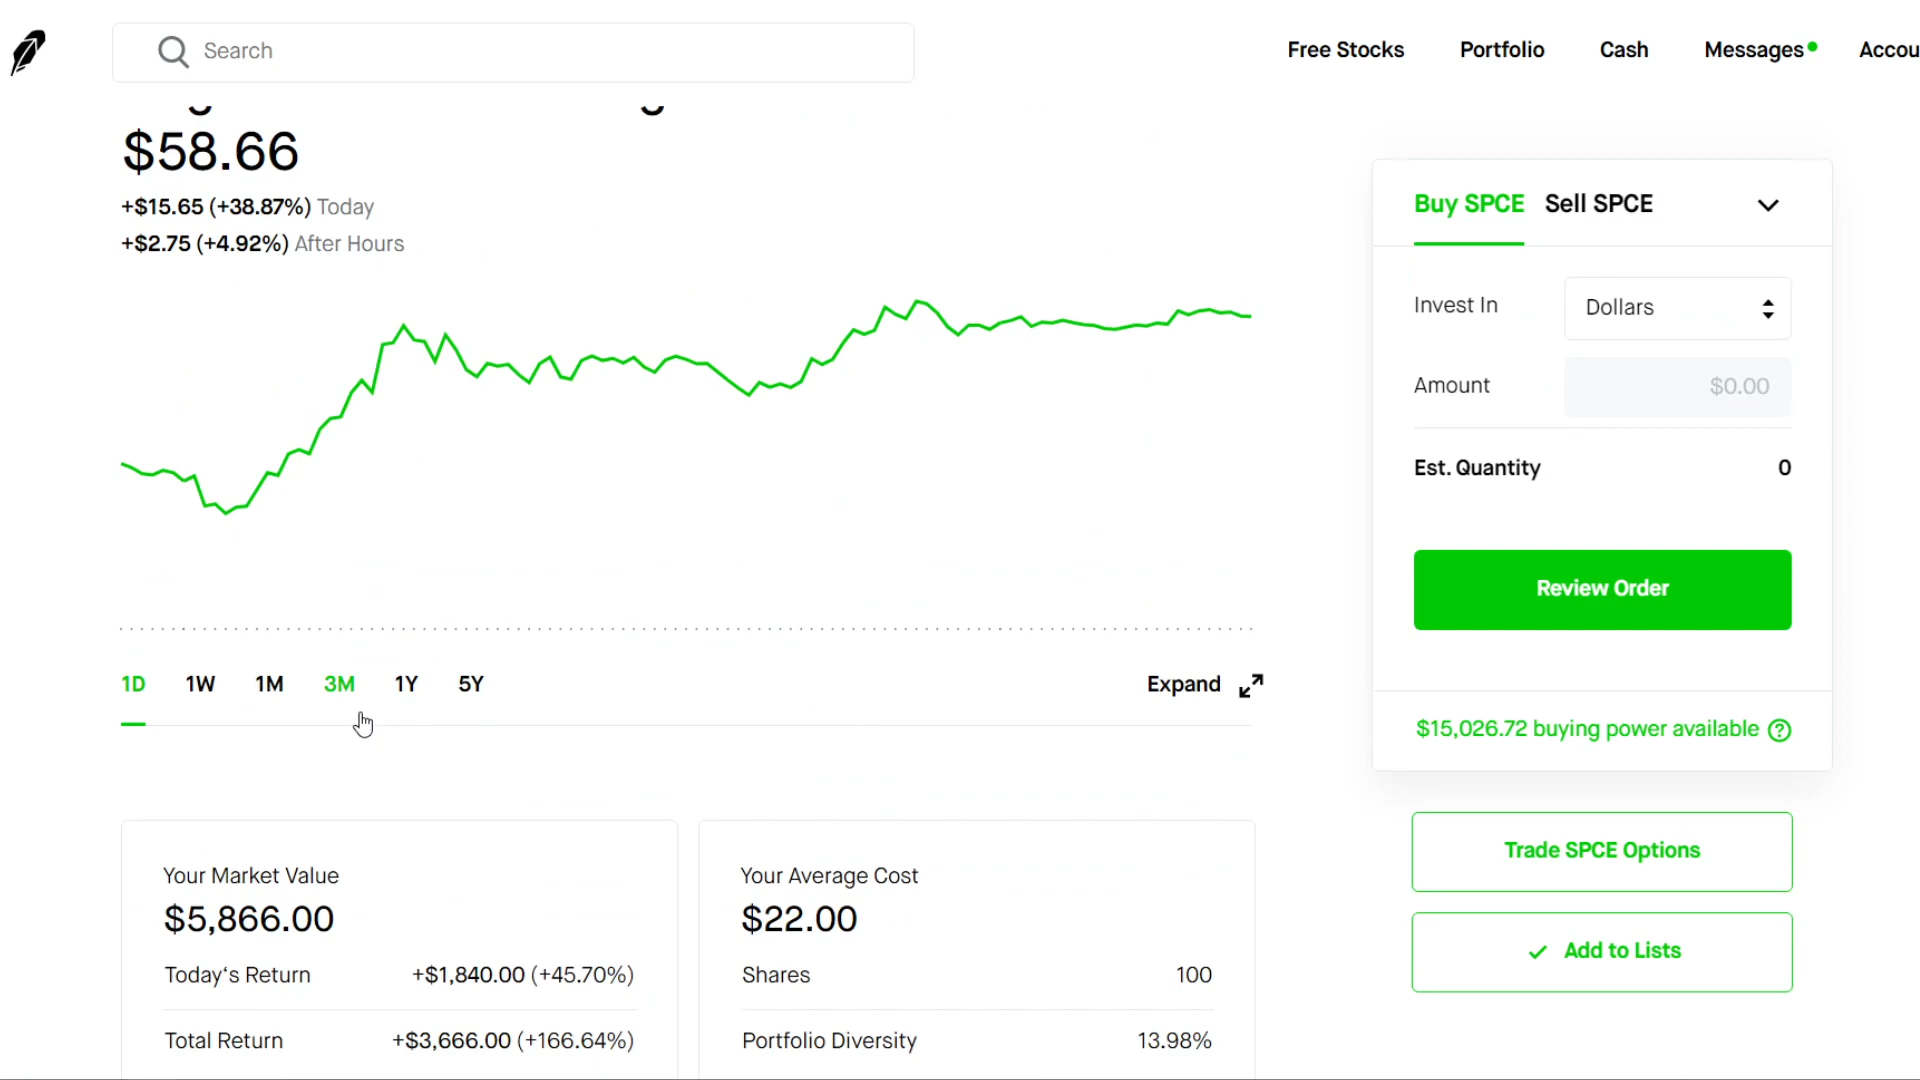 Search
Free Stocks Portfolio Cash Messages Accou
$58.66
+$15.65 (+38.87%) Today
+$2.75 (+4.92%) After Hours
Buy SPCE Sell SPCE
Invest In Dollars
Amount $0.00
Est. Quantity 0
Review Order
$15,026.72 buying power available
1D 1W 1M 3M 1Y 5Y Expand
Your Market Value
$5,866.00
Today's Return +$1,840.00 (+45.70%)
Total Return +$3,666.00 (+166.64%)
Your Average Cost
$22.00
Shares 100
Portfolio Diversity 13.98%
Trade SPCE Options
Add to Lists